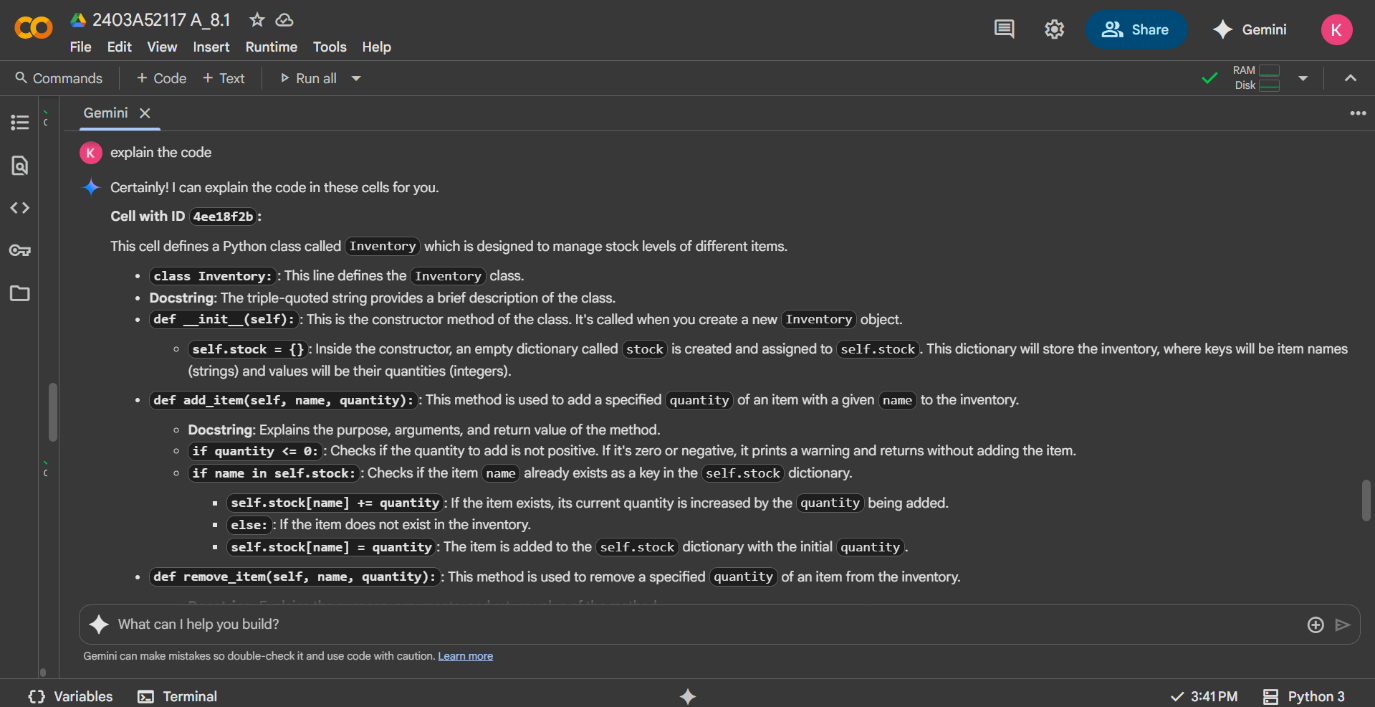 2403A52117 A_8.1
File Edit View Insert Runtime Tools Help
Share
Gemini
K
Commands + Code + Text Run all
RAM
Disk
Gemini
K explain the code
Certainly! I can explain the code in these cells for you.
Cell with ID 4ee18f2b:
This cell defines a Python class called Inventory which is designed to manage stock levels of different items.
• class Inventory: : This line defines the Inventory class.
• Docstring: The triple-quoted string provides a brief description of the class.
• def __init__(self): : This is the constructor method of the class. It's called when you create a new Inventory object.
◦ self.stock = {} : Inside the constructor, an empty dictionary called stock is created and assigned to self.stock. This dictionary will store the inventory, where keys will be item names
(strings) and values will be their quantities (integers).
• def add_item(self, name, quantity): : This method is used to add a specified quantity of an item with a given name to the inventory.
◦ Docstring: Explains the purpose, arguments, and return value of the method.
◦ if quantity <= 0: : Checks if the quantity to add is not positive. If it's zero or negative, it prints a warning and returns without adding the item.
◦ if name in self.stock: : Checks if the item name already exists as a key in the self.stock dictionary.
▪ self.stock[name] += quantity : If the item exists, its current quantity is increased by the quantity being added.
▪ else: : If the item does not exist in the inventory.
▪ self.stock[name] = quantity : The item is added to the self.stock dictionary with the initial quantity.
• def remove_item(self, name, quantity): : This method is used to remove a specified quantity of an item from the inventory.
What can I help you build?
Gemini can make mistakes so double-check it and use code with caution. Learn more
{} Variables Terminal
3:41 PM Python 3